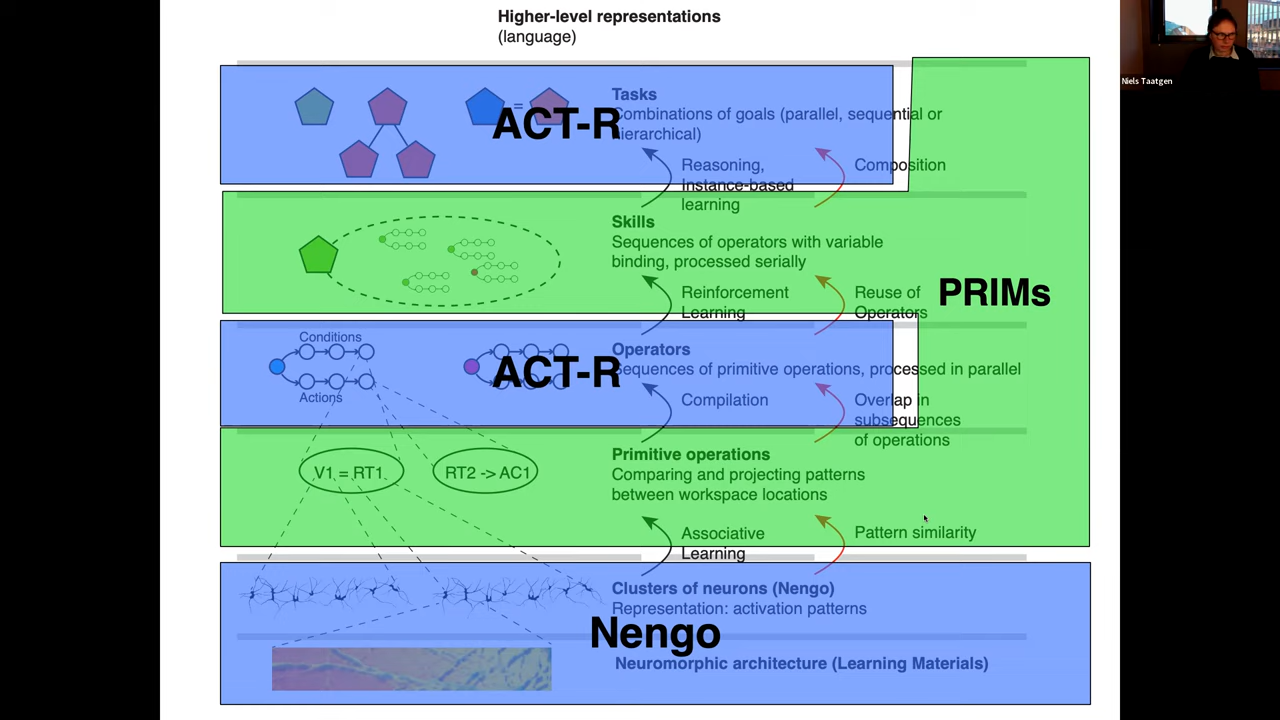 Higher-level representations
(language)
Niels Taatgen
Tasks
Combinations of goals (parallel, sequential or
hierarchical)
=
ACT-R
Reasoning,
Instance-based
learning
Composition
Skills
Sequences of operators with variable
binding, processed serially
Reinforcement
Learning
Reuse of
Operators
PRIMs
Conditions
Actions
ACT-R
Operators
Sequences of primitive operations, processed in parallel
Compilation
Overlap in
subsequences
of operations
V1 = RT1
RT2 -> AC1
Primitive operations
Comparing and projecting patterns
between workspace locations
Associative
Learning
Pattern similarity
Clusters of neurons (Nengo)
Representation: activation patterns
Nengo
Neuromorphic architecture (Learning Materials)